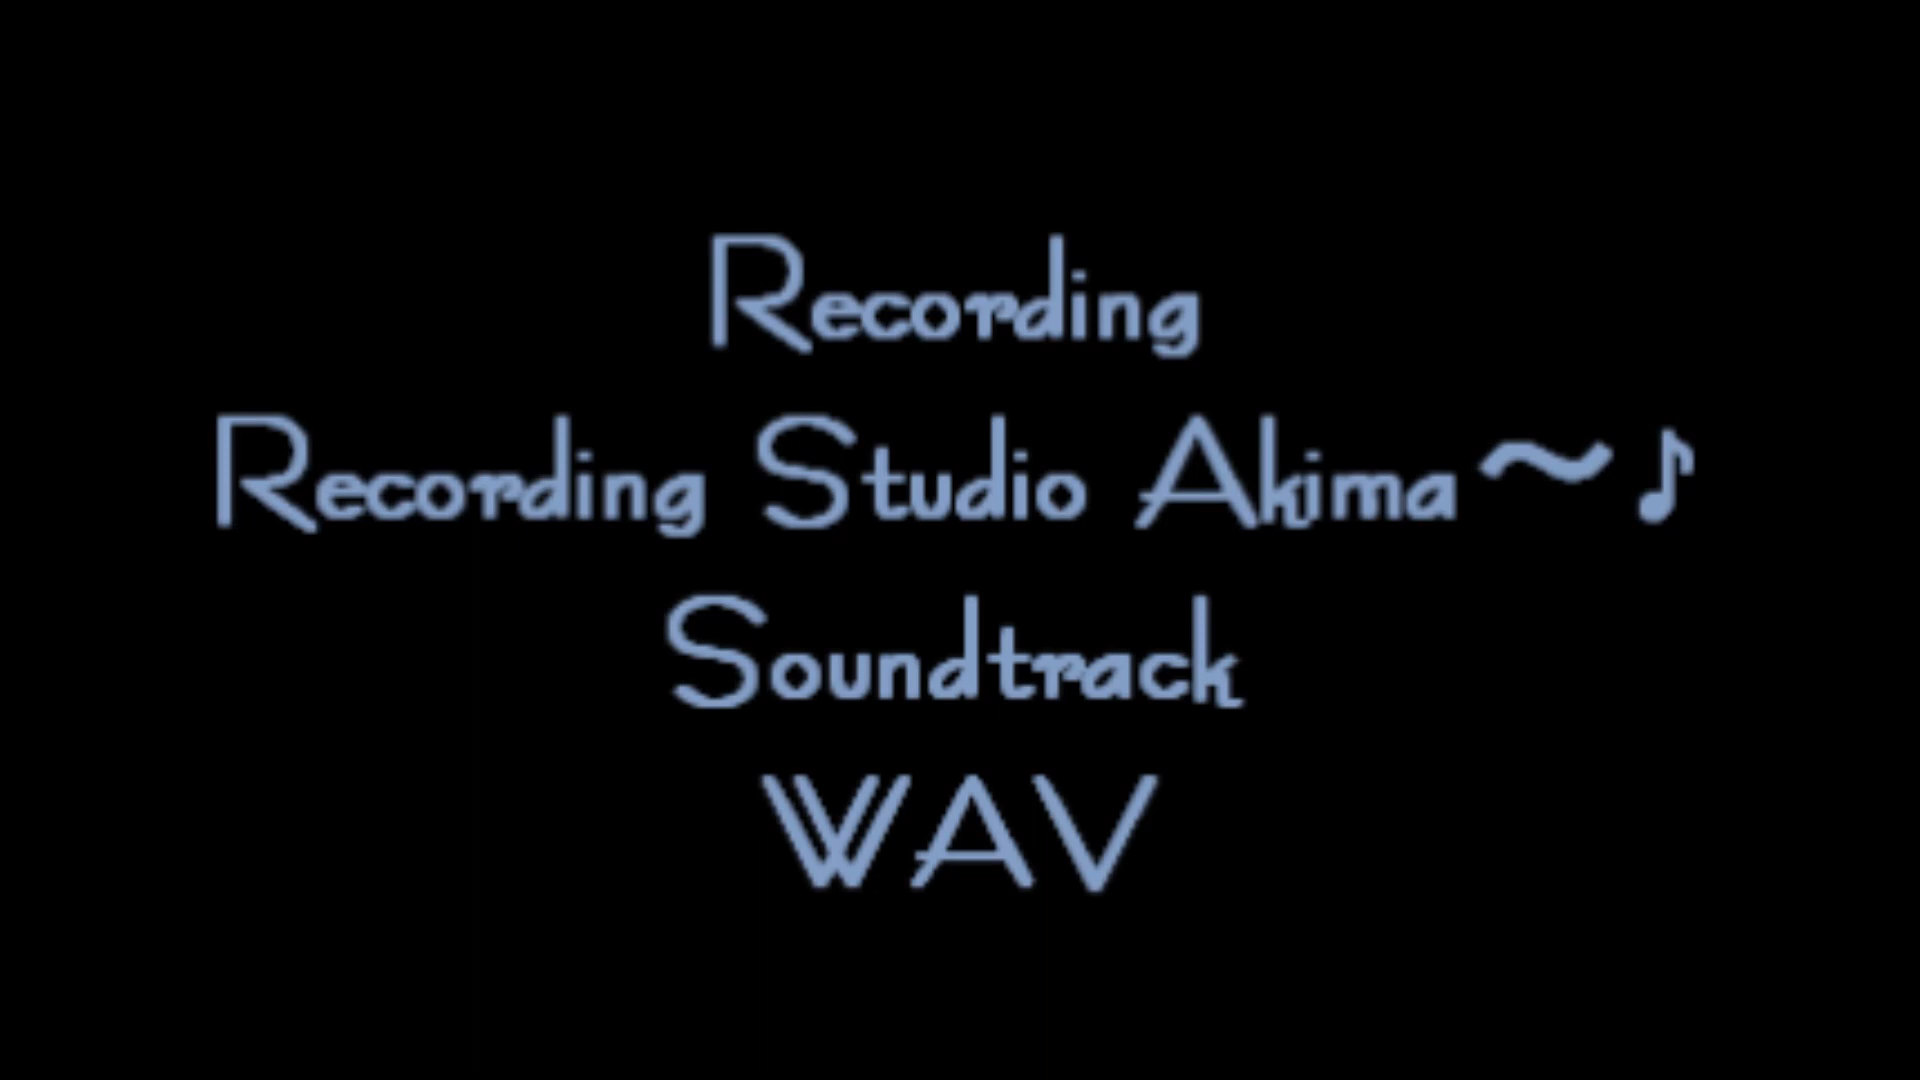 Recording
Recording Studio Akima～♪
Soundtrack
WAV